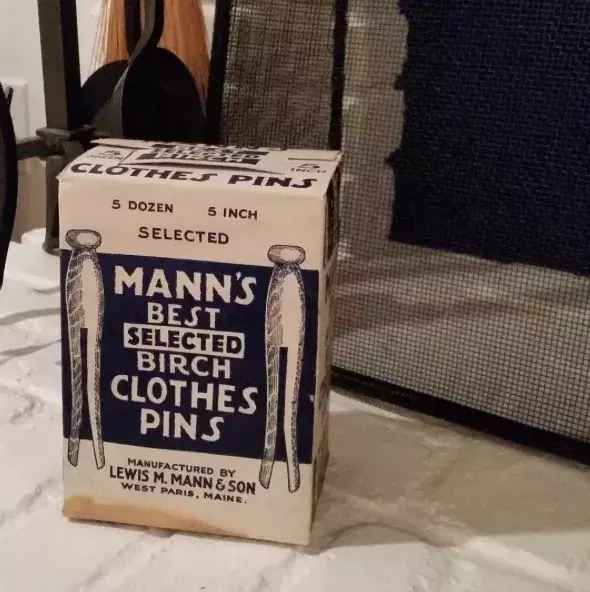 CLOTHES PINS
5 DOZEN 5 INCH
SELECTED
MANN'S
BEST
SELECTED
BIRCH
CLOTHES
PINS
MANUFACTURED BY
LEWIS M. MANN & SON
WEST PARIS, MAINE.